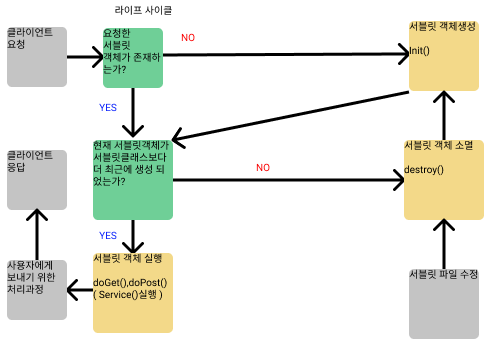 라이프 사이클
클라이언트
요청
요청한
서블릿
객체가 존재하
는가?
NO
서블릿 객체생성
Init()
YES
클라이언트
응답
현재 서블릿객체가
서블릿클래스보다
더 최근에 생성 되
었는가?
NO
서블릿 객체 소멸
destroy()
YES
사용자에게
보내기 위한
처리과정
서블릿 객체 실행
doGet(),doPost()
( Service()실행 )
서블릿 파일 수정